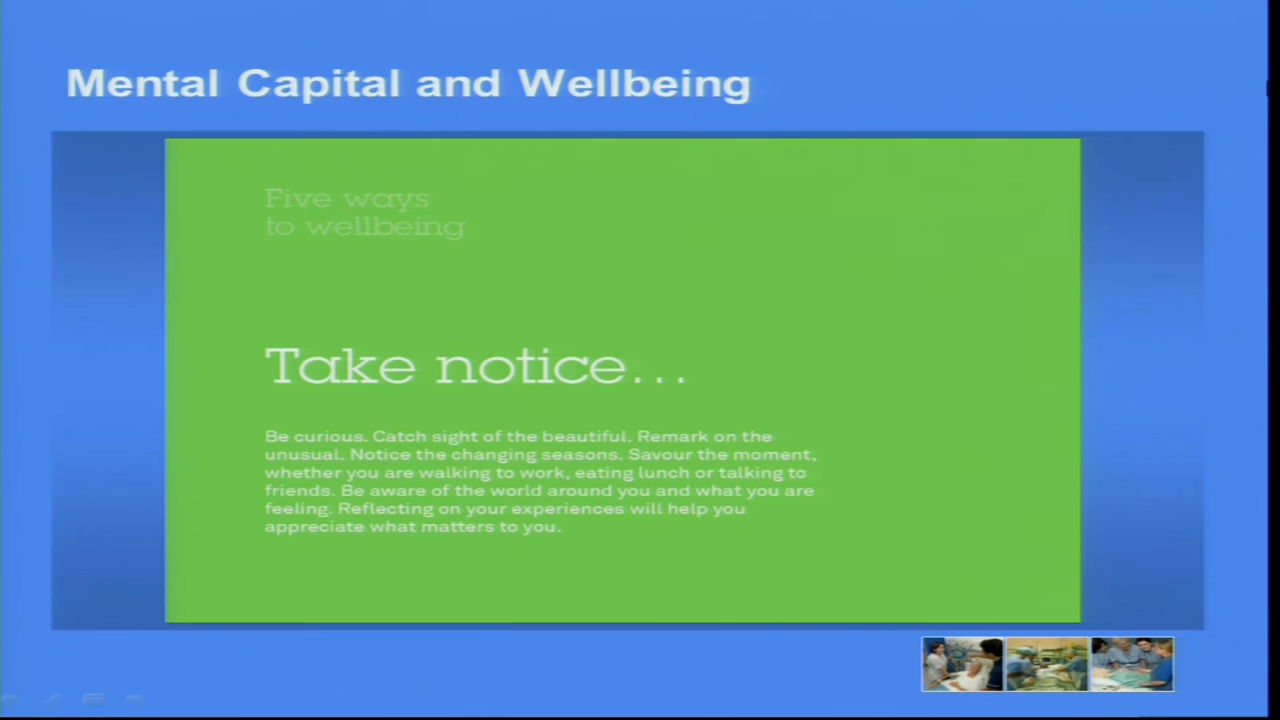 Mental Capital and Wellbeing
Five ways
to wellbeing
Take notice...
Be curious. Catch sight of the beautiful. Remark on the
unusual. Notice the changing seasons. Savour the moment,
whether you are walking to work, eating lunch or talking to
friends. Be aware of the world around you and what you are
feeling. Reflecting on your experiences will help you
appreciate what matters to you.